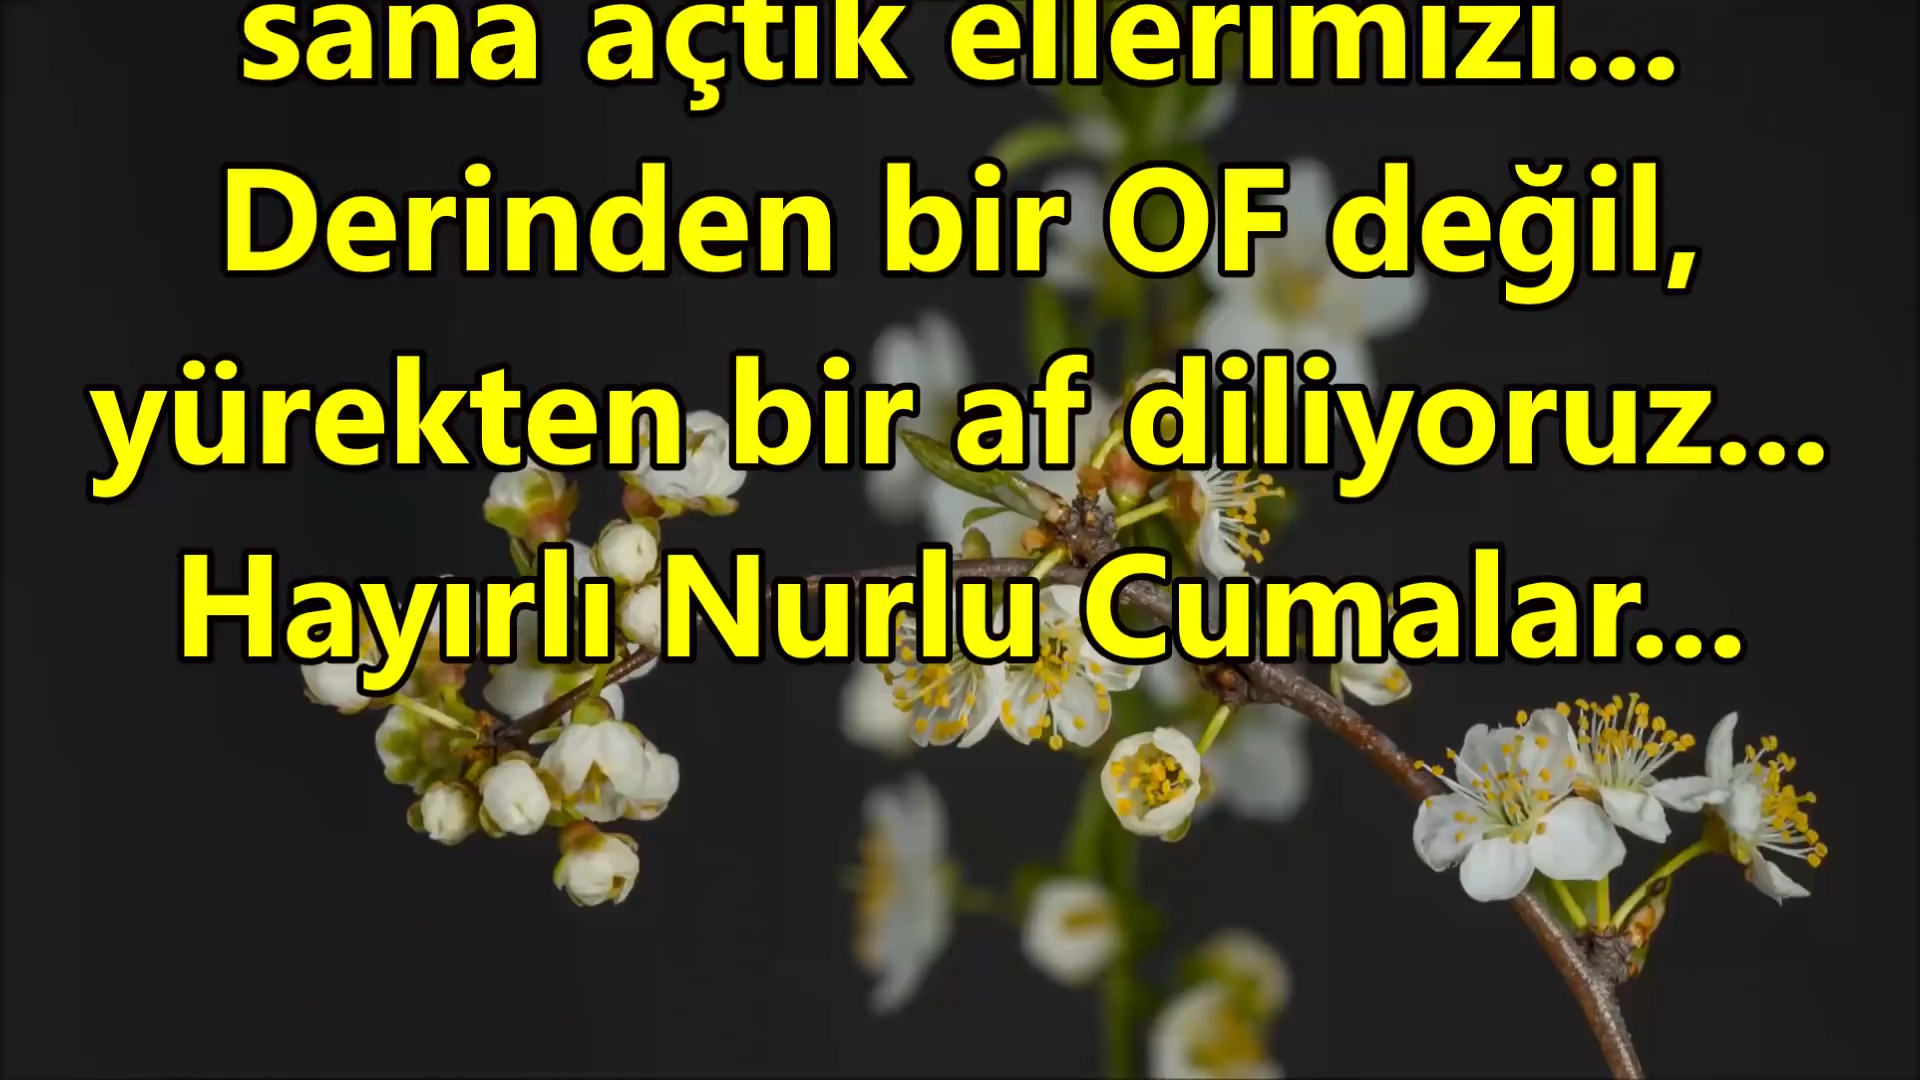 sana açtık ellerimizi...
Derinden bir OF değil,
yürekten bir af diliyoruz...
Hayırlı Nurlu Cumalar...